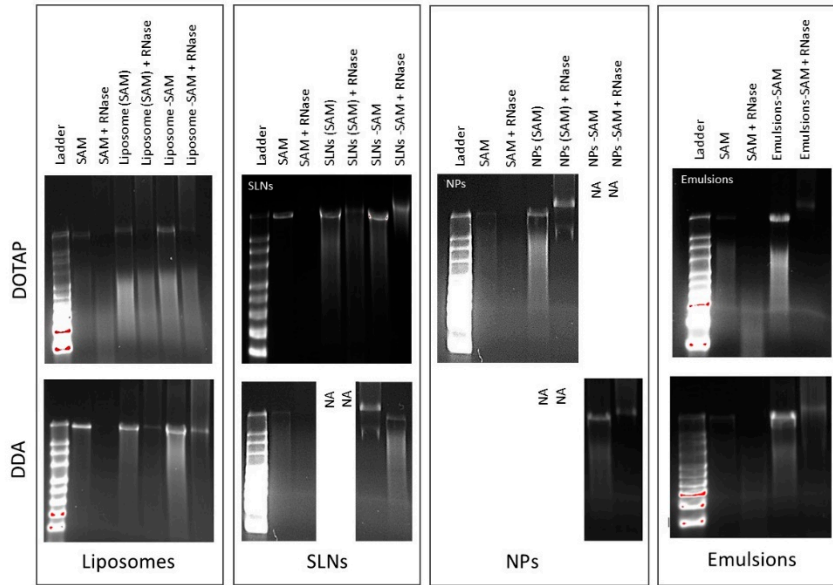 Ladder
SAM
SAM + RNase
Liposome (SAM)
Liposome (SAM) + RNase
Liposome -SAM
Liposome -SAM + RNase
Ladder
SAM
SAM + RNase
SLNs (SAM)
SLNs (SAM) + RNase
SLNs -SAM
SLNs -SAM + RNase
Ladder
SAM
SAM + RNase
NPs (SAM)
NPs (SAM) + RNase
NPs -SAM
NPs -SAM + RNase
Ladder
SAM
SAM + RNase
Emulsions-SAM
Emulsions-SAM + RNase
DOTAP
SLNs
NPs
NA
NA
Emulsions
DDA
NA
NA
NA
NA
Liposomes
SLNs
NPs
Emulsions